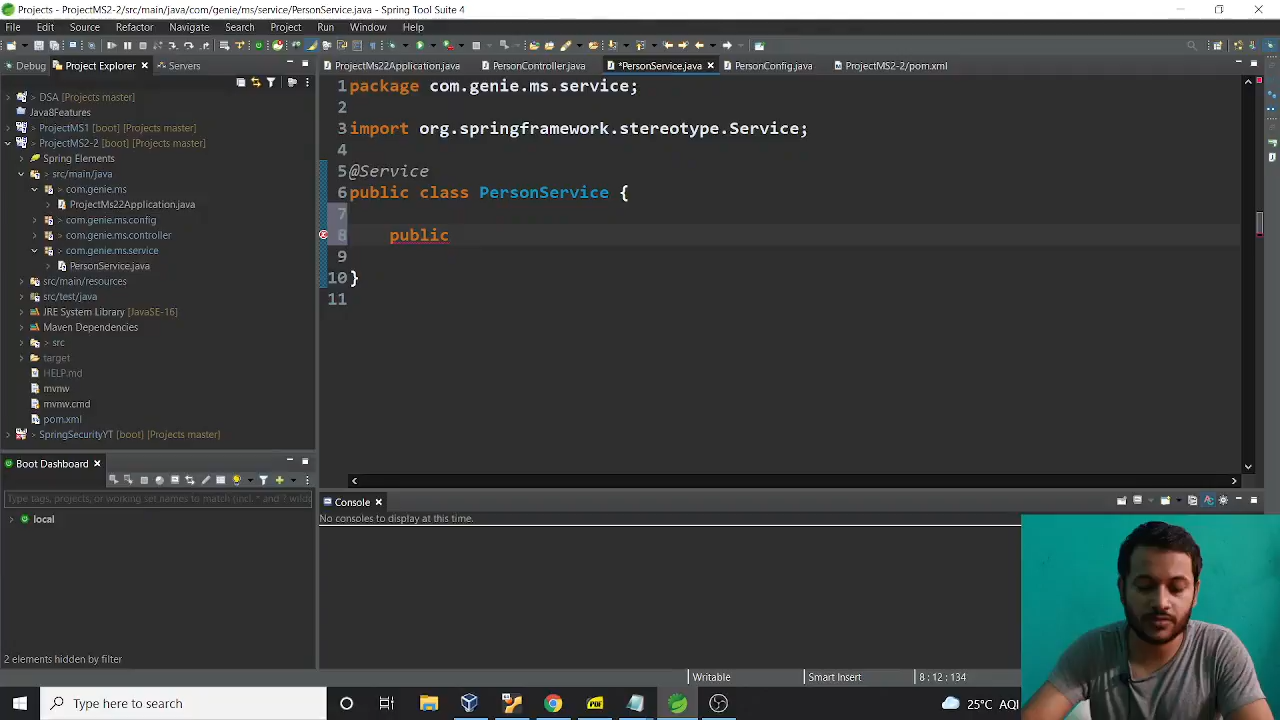 Projects - ProjectMS2-2/src/main/java/com/genie/ms/service/PersonService.java - Spring Tool Suite 4
File Edit Source Refactor Navigate Search Project Run Window Help
Debug Project Explorer Servers
ProjectMs22Application.java PersonController.java *PersonService.java PersonConfig.java ProjectMS2-2/pom.xml
> DSA [Projects master]
Java8Features
> ProjectMS1 [boot] [Projects master]
> ProjectMS2-2 [boot] [Projects master]
Spring Elements
> src/main/java
> com.genie.ms
> ProjectMs22Application.java
> com.genie.ms.config
> com.genie.ms.controller
> com.genie.ms.service
> PersonService.java
> src/main/resources
> src/test/java
JRE System Library [JavaSE-16]
Maven Dependencies
> src
target
HELP.md
mvnw
mvnw.cmd
pom.xml
> SpringSecurityYT [boot] [Projects master]
1 package com.genie.ms.service;
2
3 import org.springframework.stereotype.Service;
4
5 @Service
6 public class PersonService {
7
8 public
9
10 }
11
Boot Dashboard
Type tags, projects, or working set names to match (incl. * and ? wild
local
2 elements hidden by filter
Console
No consoles to display at this time.
Writable Smart Insert 8 : 12 : 134
Type here to search
25°C AQI